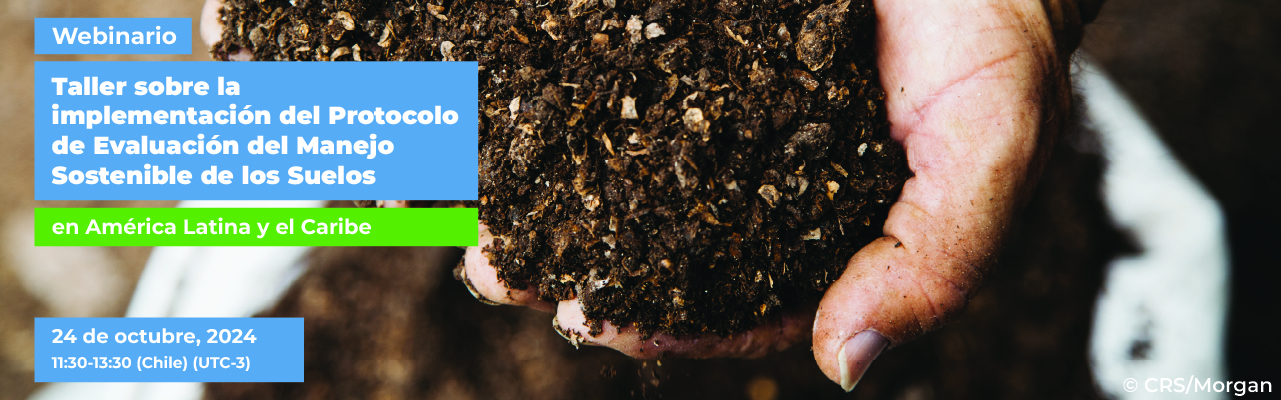 Webinario
Taller sobre la
implementación del Protocolo
de Evaluación del Manejo
Sostenible de los Suelos
en América Latina y el Caribe
24 de octubre, 2024
11:30-13:30 (Chile) (UTC-3)
© CRS/Morgan